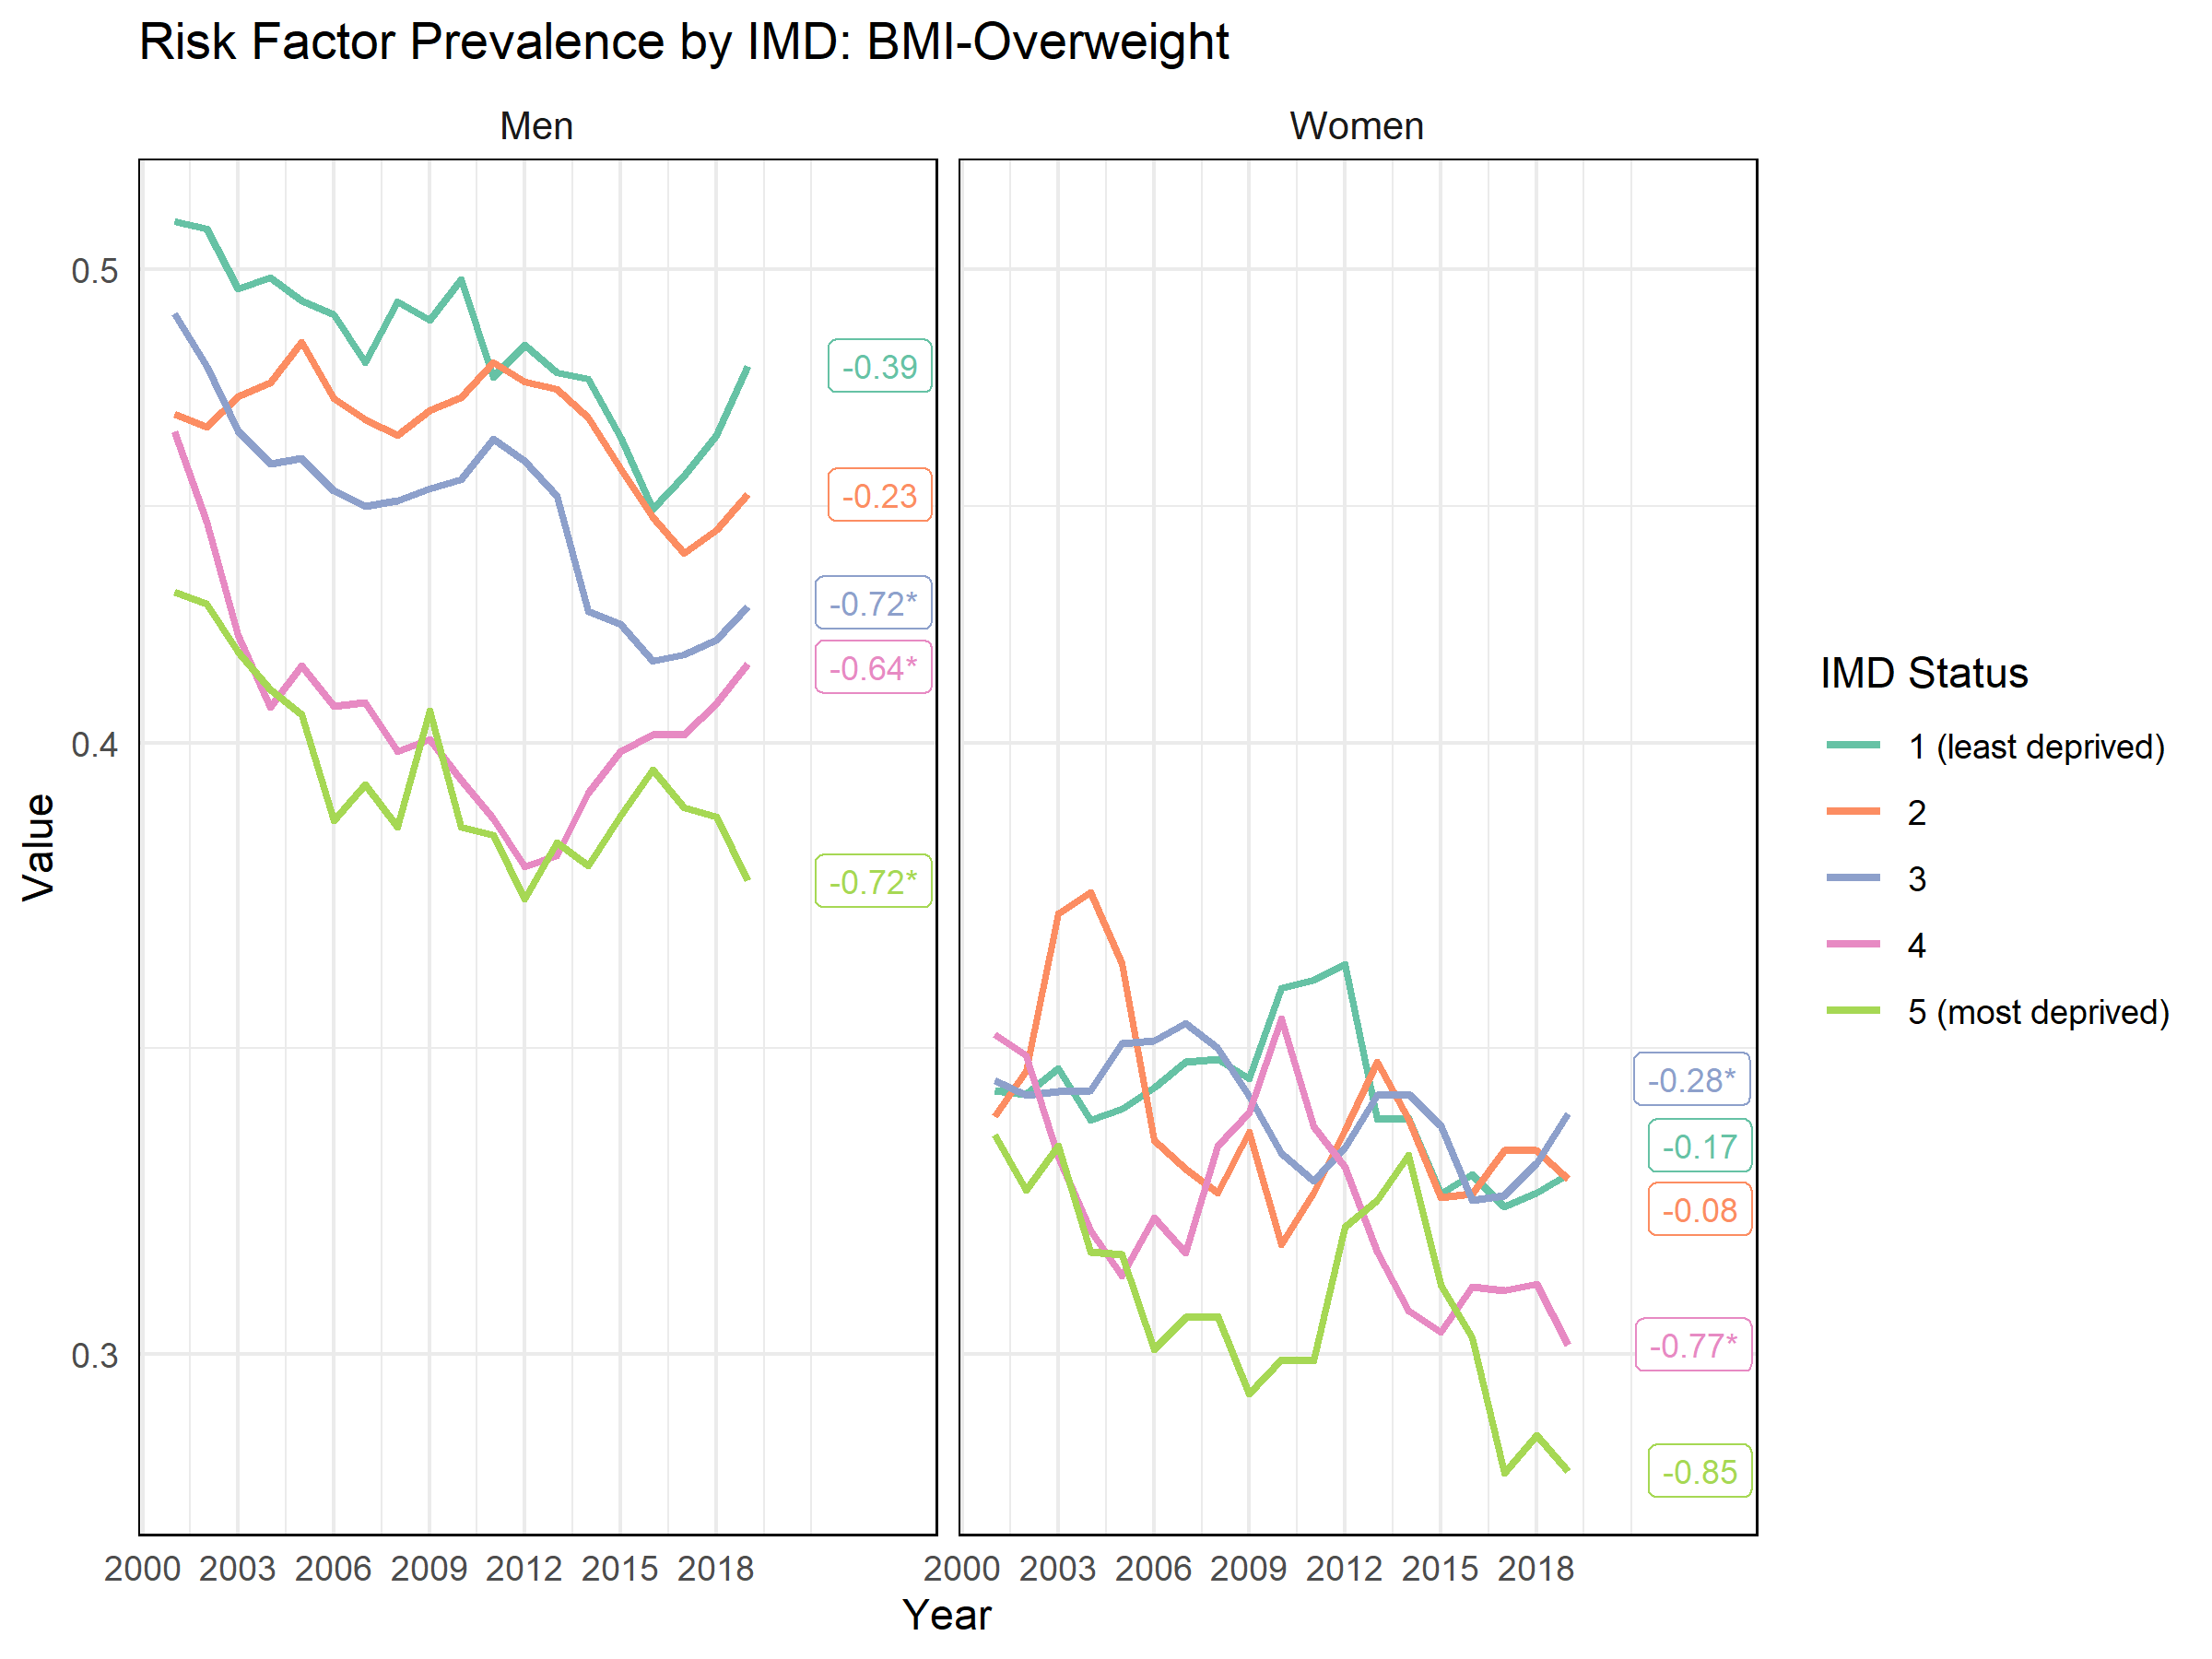 Risk Factor Prevalence by IMD: BMI-Overweight
Men
Women
0.5
0.4
0.3
Value
-0.39
-0.23
-0.72*
-0.64*
-0.72*
-0.28*
-0.17
-0.08
-0.77*
-0.85
2000 2003 2006 2009 2012 2015 2018
2000 2003 2006 2009 2012 2015 2018
Year
IMD Status
1 (least deprived)
2
3
4
5 (most deprived)